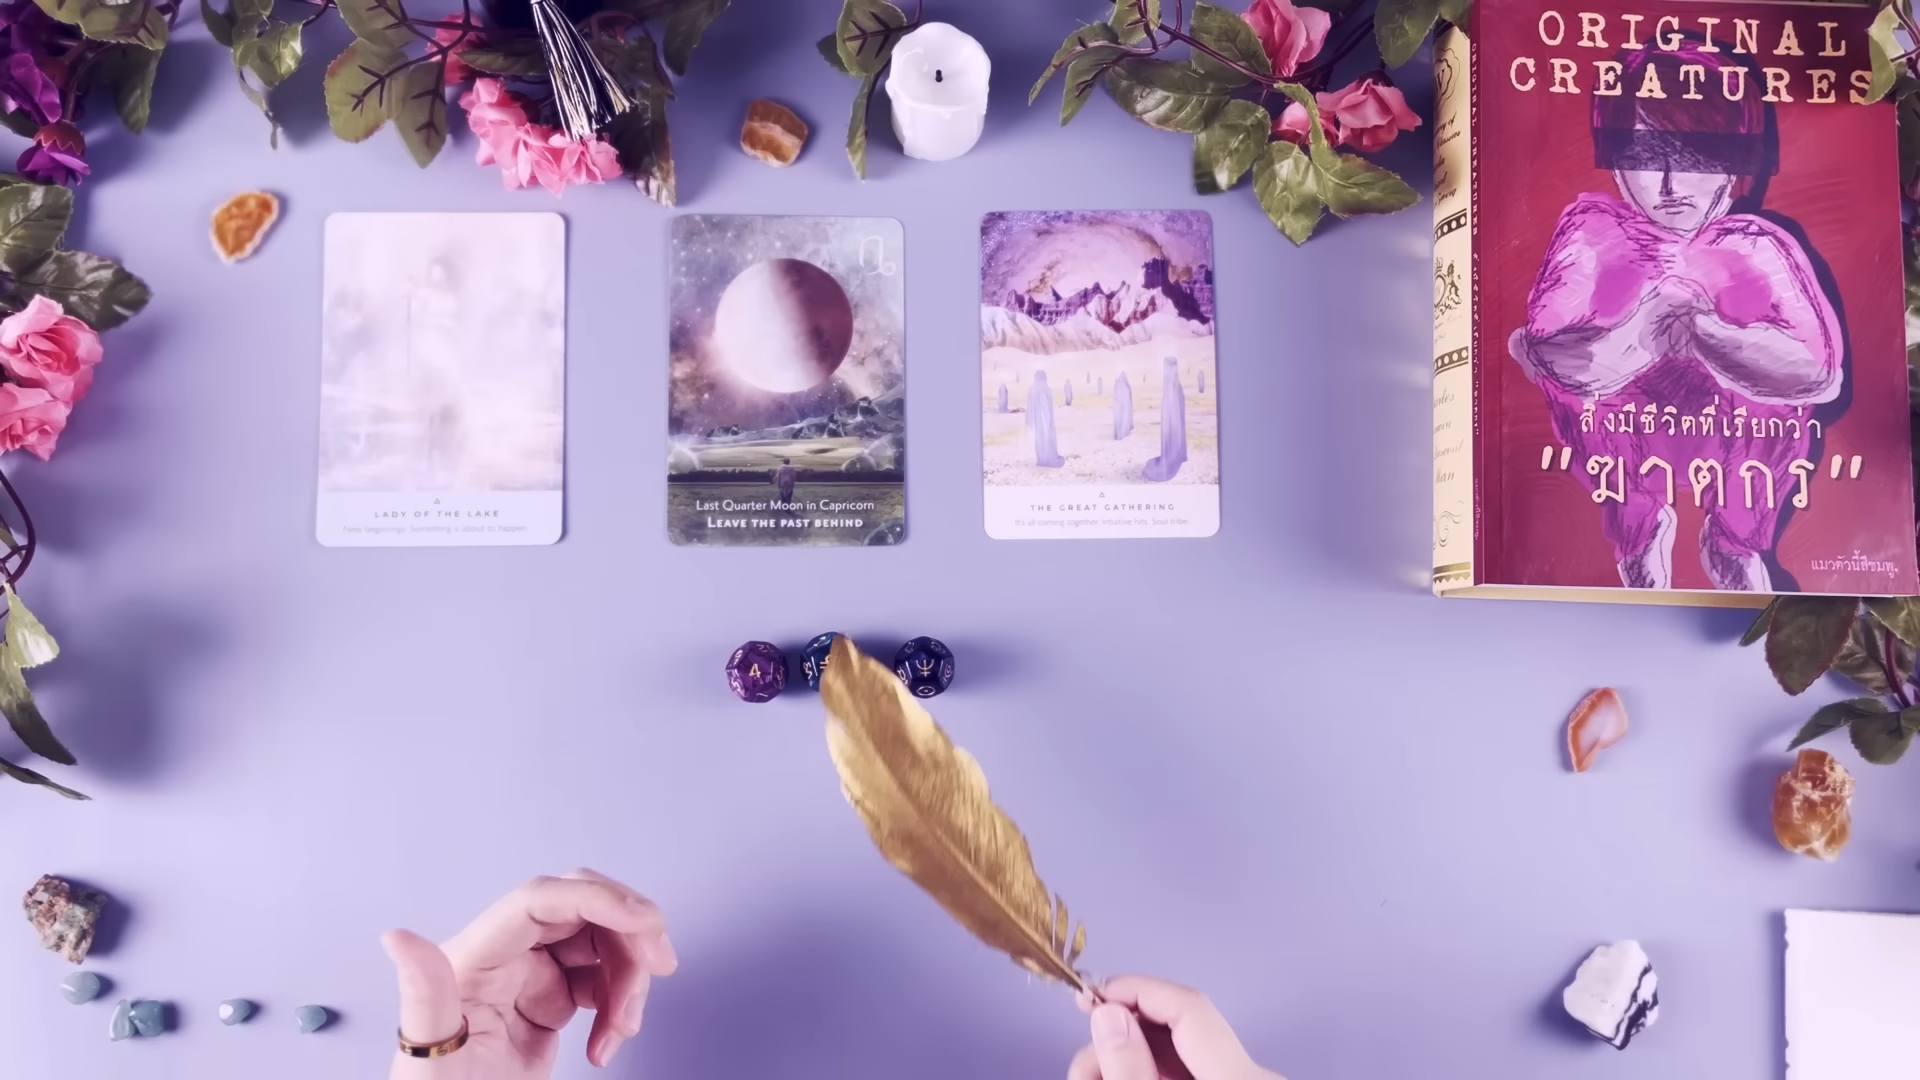 ORIGINAL
CREATURES
สิ่งมีชีวิตที่เรียกว่า
"ฆาตกร"
แมวตัวนี้สีชมพู.
LADY OF THE LAKE
New beginnings. Something is about to happen.
Last Quarter Moon in Capricorn
LEAVE THE PAST BEHIND
THE GREAT GATHERING
It's all coming together. Intuitive hits. Soul tribe.
4